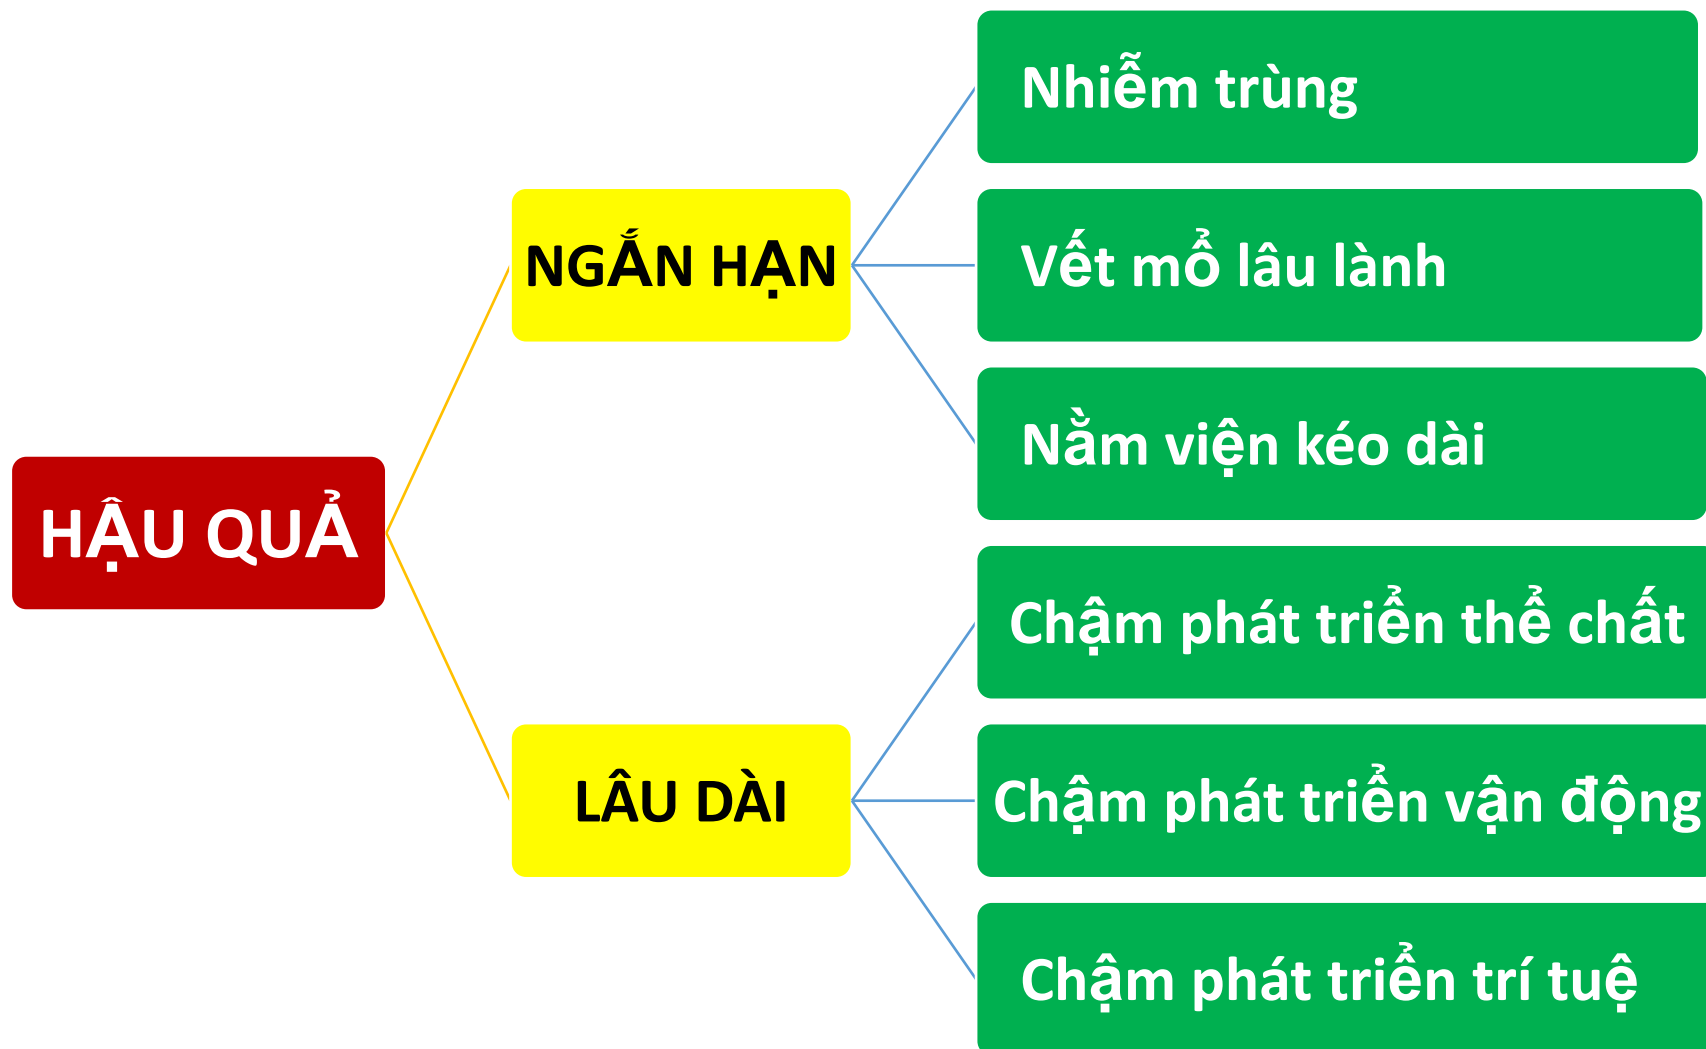 HẬU QUẢ
NGẮN HẠN
Nhiễm trùng
Vết mổ lâu lành
Nằm viện kéo dài
LÂU DÀI
Chậm phát triển thể chất
Chậm phát triển vận động
Chậm phát triển trí tuệ